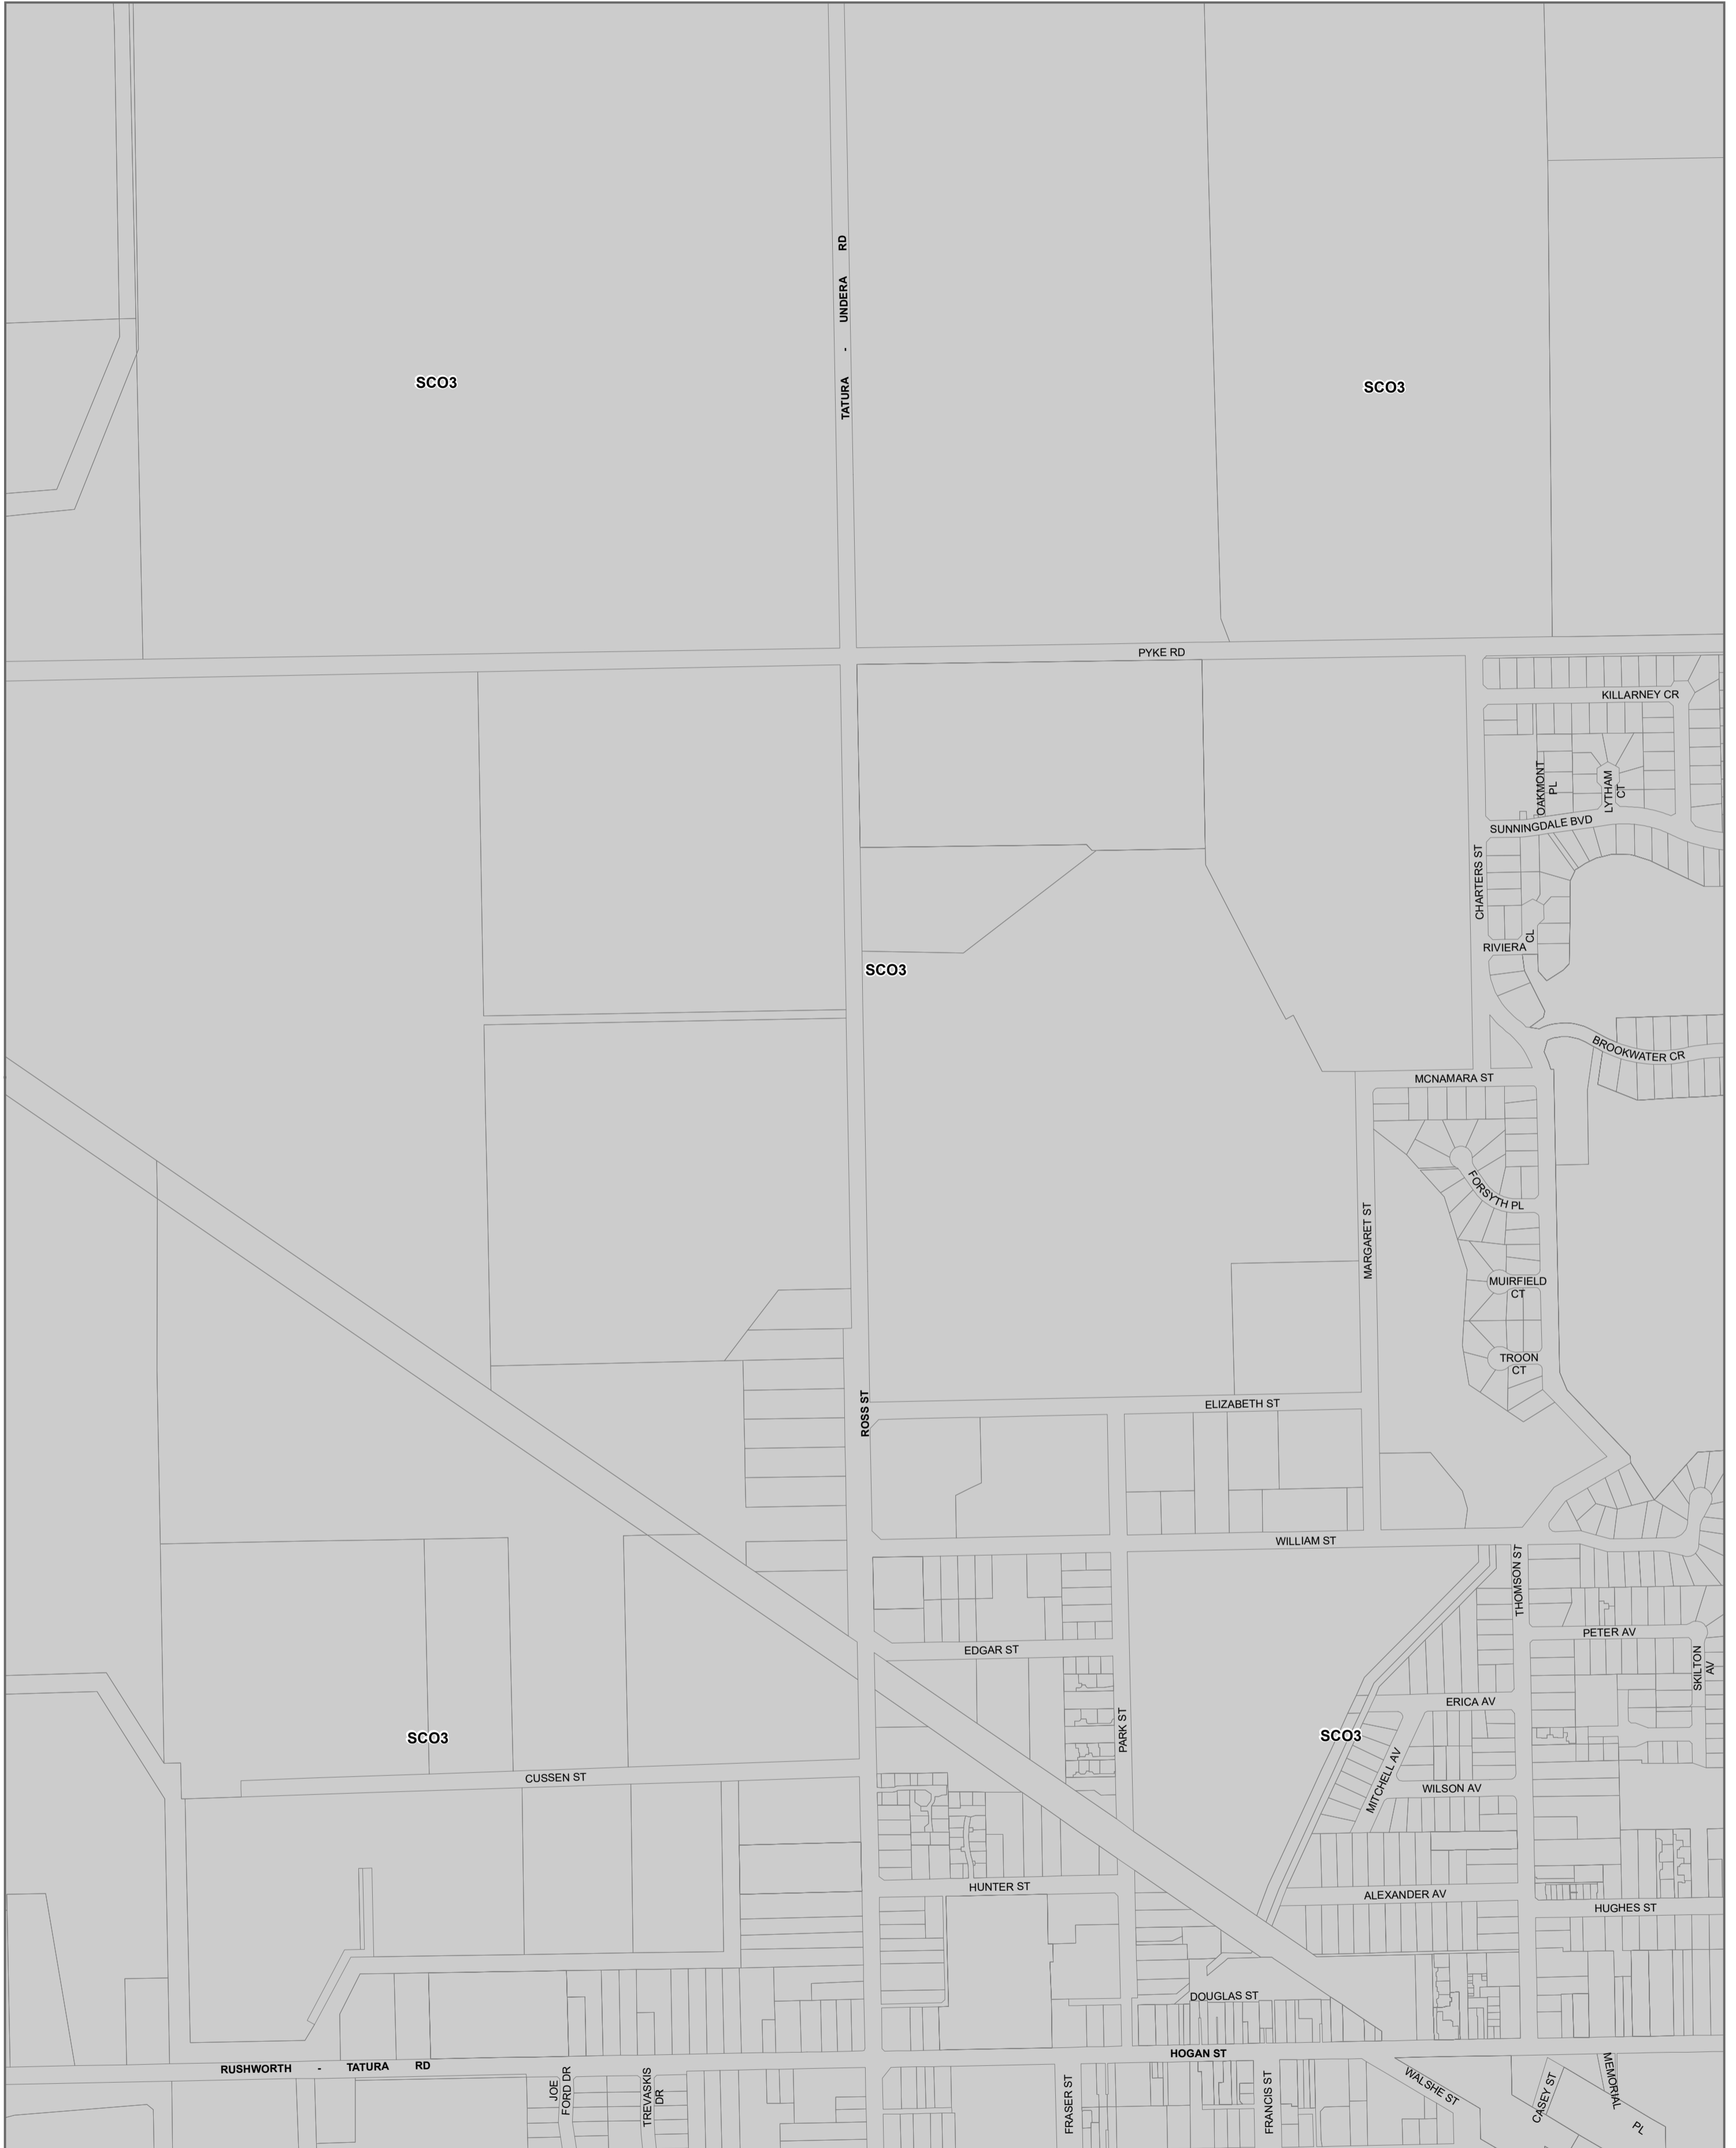 TATURA - UNDERA RD
SCO3
SCO3
PYKE RD
KILLARNEY CR
OAKMONT
PL
LYTHAM
CT
SUNNINGDALE BVD
CHARTERS ST
RIVIERA
CL
SCO3
BROOKWATER CR
MCNAMARA ST
FORSYTH PL
MARGARET ST
MUIRFIELD
CT
TROON
CT
ROSS ST
ELIZABETH ST
WILLIAM ST
THOMSON ST
PETER AV
EDGAR ST
SKILTON
AV
ERICA AV
PARK ST
SCO3
SCO3
CUSSEN ST
MITCHELL AV
WILSON AV
HUNTER ST
ALEXANDER AV
HUGHES ST
DOUGLAS ST
HOGAN ST
RUSHWORTH - TATURA RD
JOE
FORD DR
TREVASKIS
DR
FRASER ST
FRANCIS ST
WALSHE ST
CASEY ST
MEMORIAL
PL